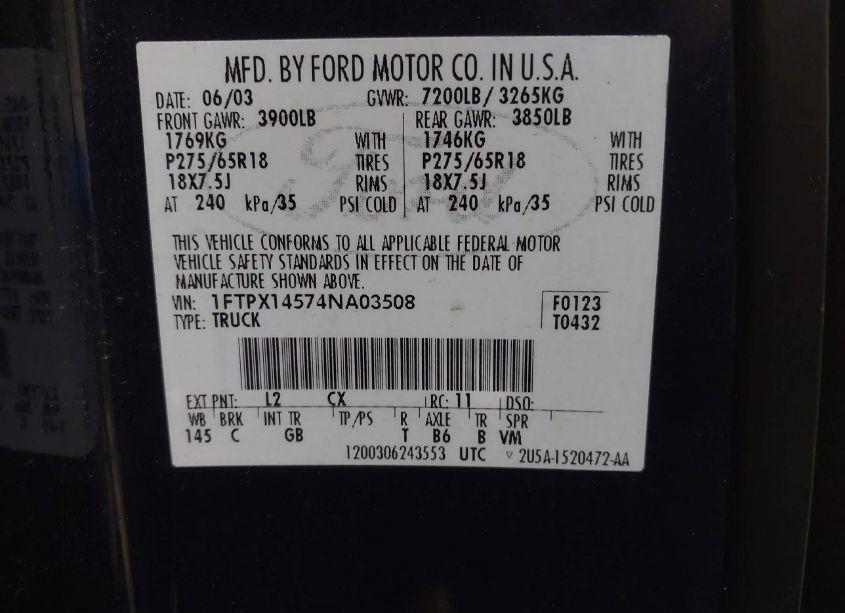 MFD. BY FORD MOTOR CO. IN U.S.A.
DATE: 06/03 GVWR: 7200LB/ 3265KG
FRONT GAWR: 3900LB REAR GAWR: 3850LB
1769KG WITH 1746KG WITH
P275/65R18 TIRES P275/65R18 TIRES
18X7.5J RIMS 18X7.5J RIMS
AT 240 kPa/35 PSI COLD AT 240 kPa/35 PSI COLD
THIS VEHICLE CONFORMS TO ALL APPLICABLE FEDERAL MOTOR
VEHICLE SAFETY STANDARDS IN EFFECT ON THE DATE OF
MANUFACTURE SHOWN ABOVE.
VIN: 1FTPX14574NA03508 F0123
TYPE: TRUCK T0432
EXT PNT: L2 CX RC: 11 DSO:
WB BRK INT TR TP/PS R AXLE TR SPR
145 C GB T B6 B VM
1200306243553 UTC ▽ 2U5A-1520472-AA